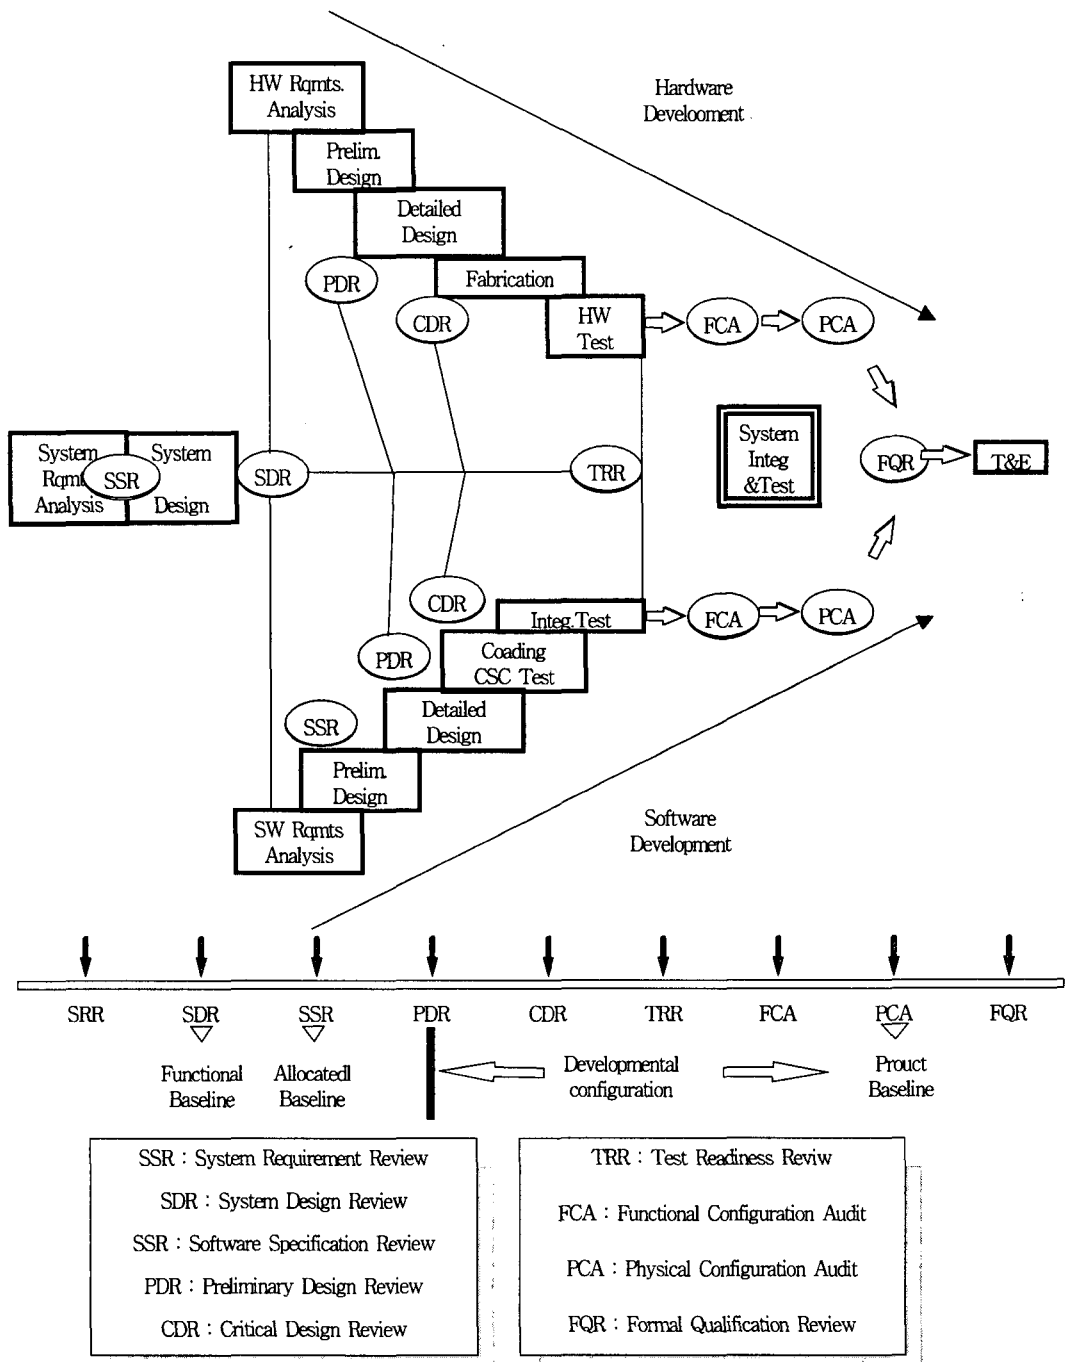 HW Rqmts.
Analysis
Hardware
Develooment
Prelim.
Design
Detailed
Design
PDR
Fabrication
CDR
HW
Test
FCA
PCA
System
Rqmt
Analysis
SSR
System
Design
SDR
TRR
System
Integ
&Test
FQR
T&E
CDR
Integ.Test
FCA
PCA
PDR
Coading
CSC Test
SSR
Detailed
Design
Prelim.
Design
SW Rqmts
Analysis
Software
Development
SRR SDR SSR PDR CDR TRR FCA PCA FQR
Functional
Baseline
Allocatedl
Baseline
Developmental
configuration
Prouct
Baseline
SSR : System Requirement Review
SDR : System Design Review
SSR : Software Specification Review
PDR : Preliminary Design Review
CDR : Critical Design Review
TRR : Test Readiness Reviw
FCA : Functional Configuration Audit
PCA : Physical Configuration Audit
FQR : Formal Qualification Review